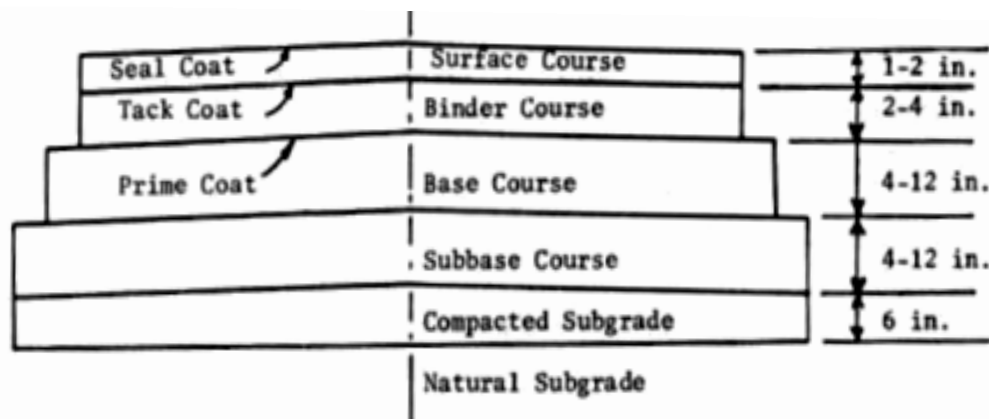 Seal Coat
Surface Course
1-2 in.
Tack Coat
Binder Course
2-4 in.
Prime Coat
Base Course
4-12 in.
Subbase Course
4-12 in.
Compacted Subgrade
6 in.
Natural Subgrade